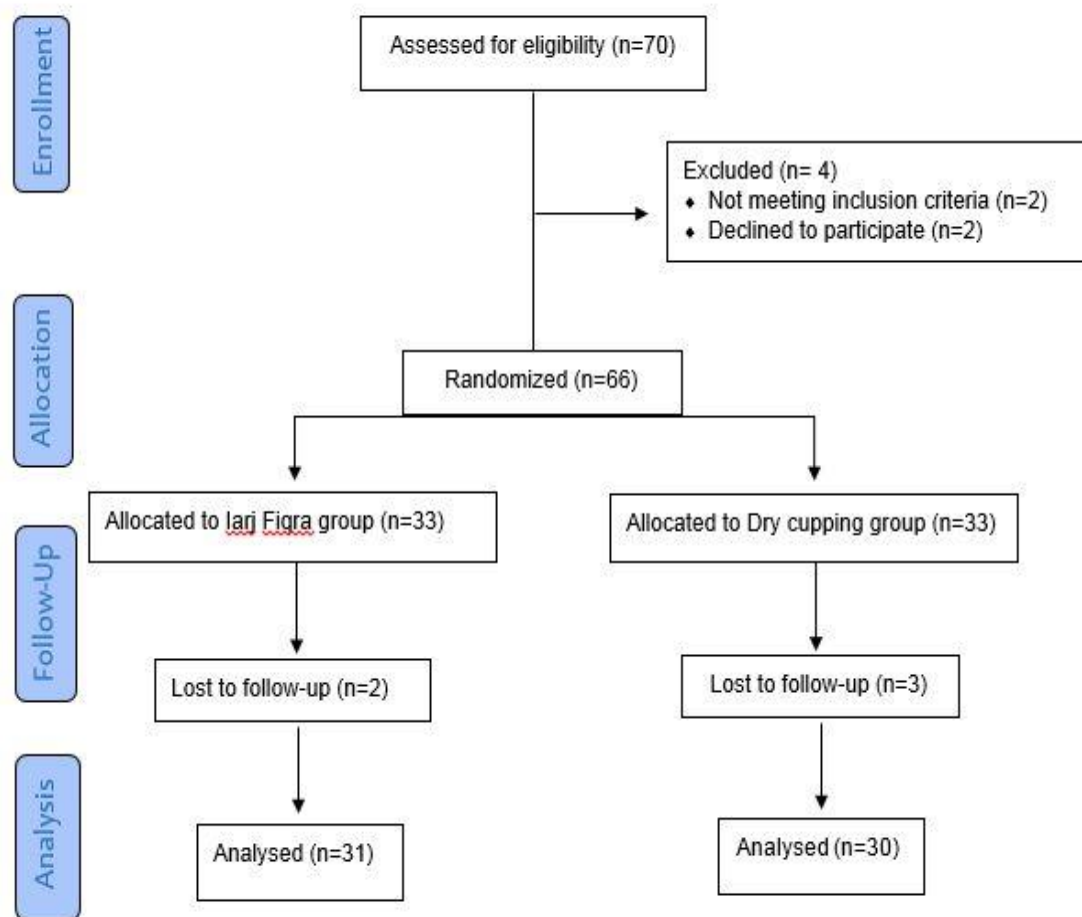 Enrollment
Assessed for eligibility (n=70)
Excluded (n= 4)
♦ Not meeting inclusion criteria (n=2)
♦ Declined to participate (n=2)
Allocation
Randomized (n=66)
Allocated to Iarj Fiqra group (n=33)
Allocated to Dry cupping group (n=33)
Follow-Up
Lost to follow-up (n=2)
Lost to follow-up (n=3)
Analysis
Analysed (n=31)
Analysed (n=30)